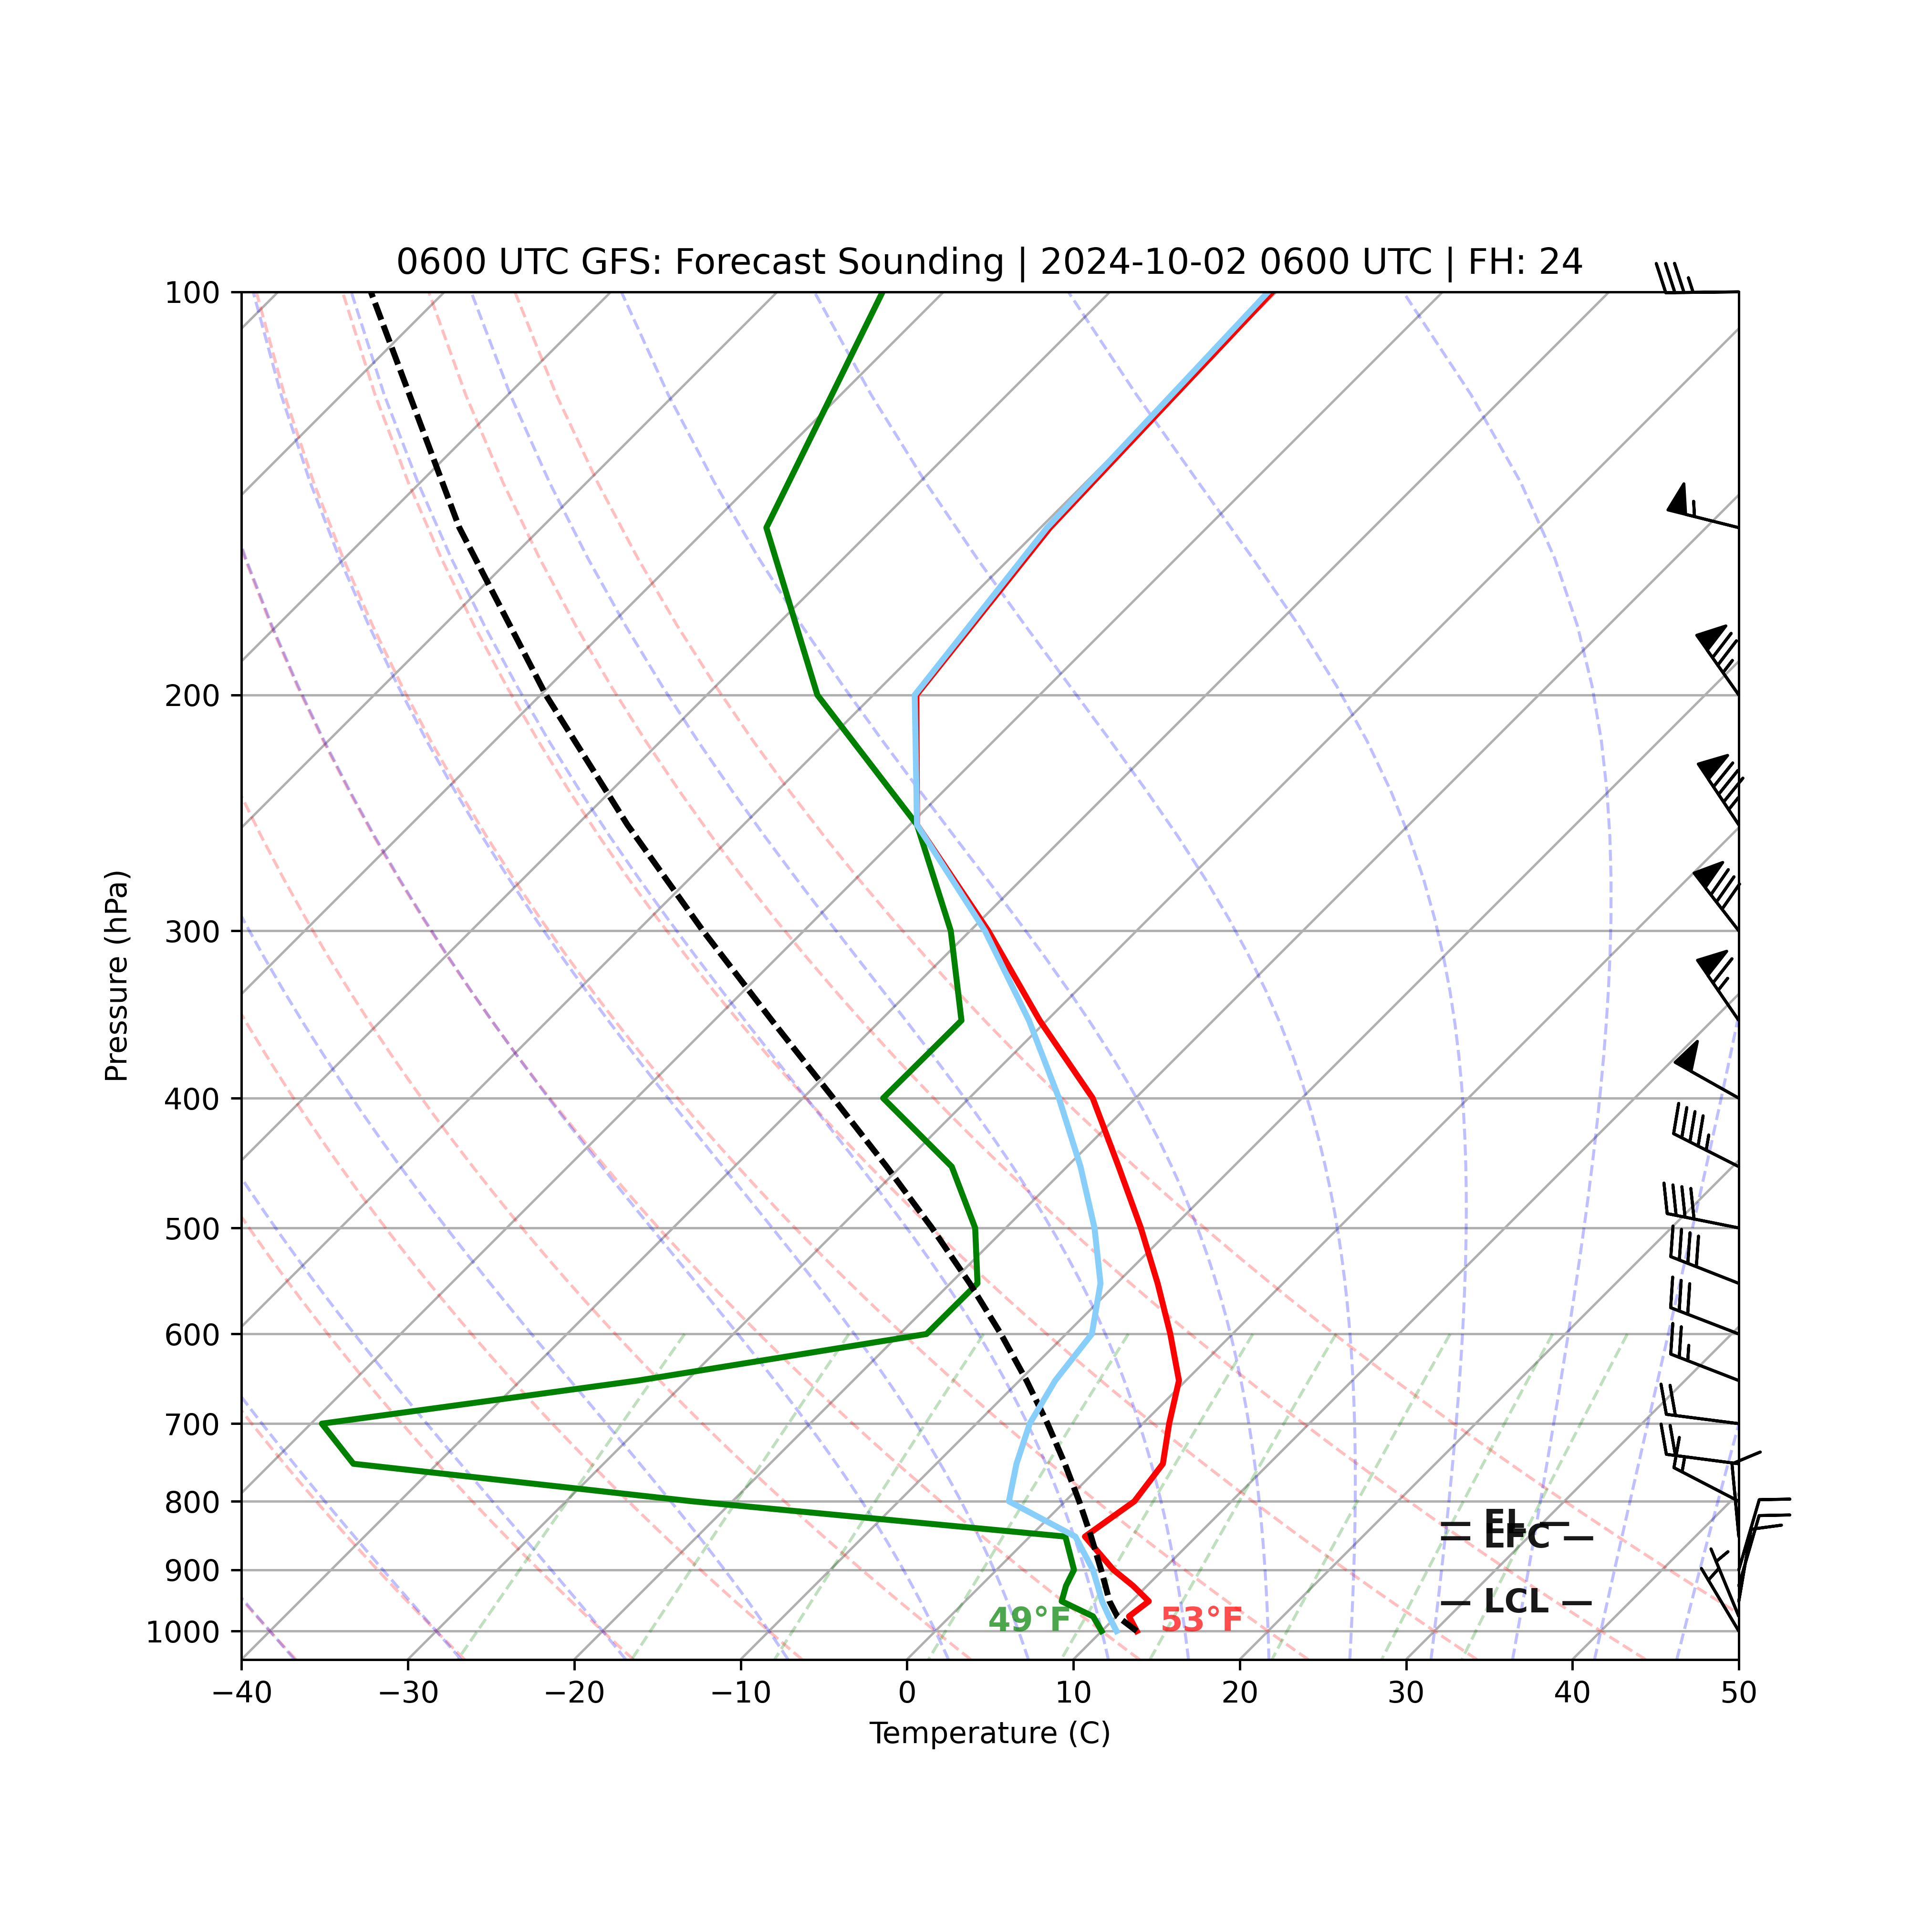 0600 UTC GFS: Forecast Sounding | 2024-10-02 0600 UTC | FH: 24
100
200
300
400
500
600
700
800
900
1000
Pressure (hPa)
— EL —
— LFC —
— LCL —
49°F
53°F
−40 −30 −20 −10 0 10 20 30 40 50
Temperature (C)